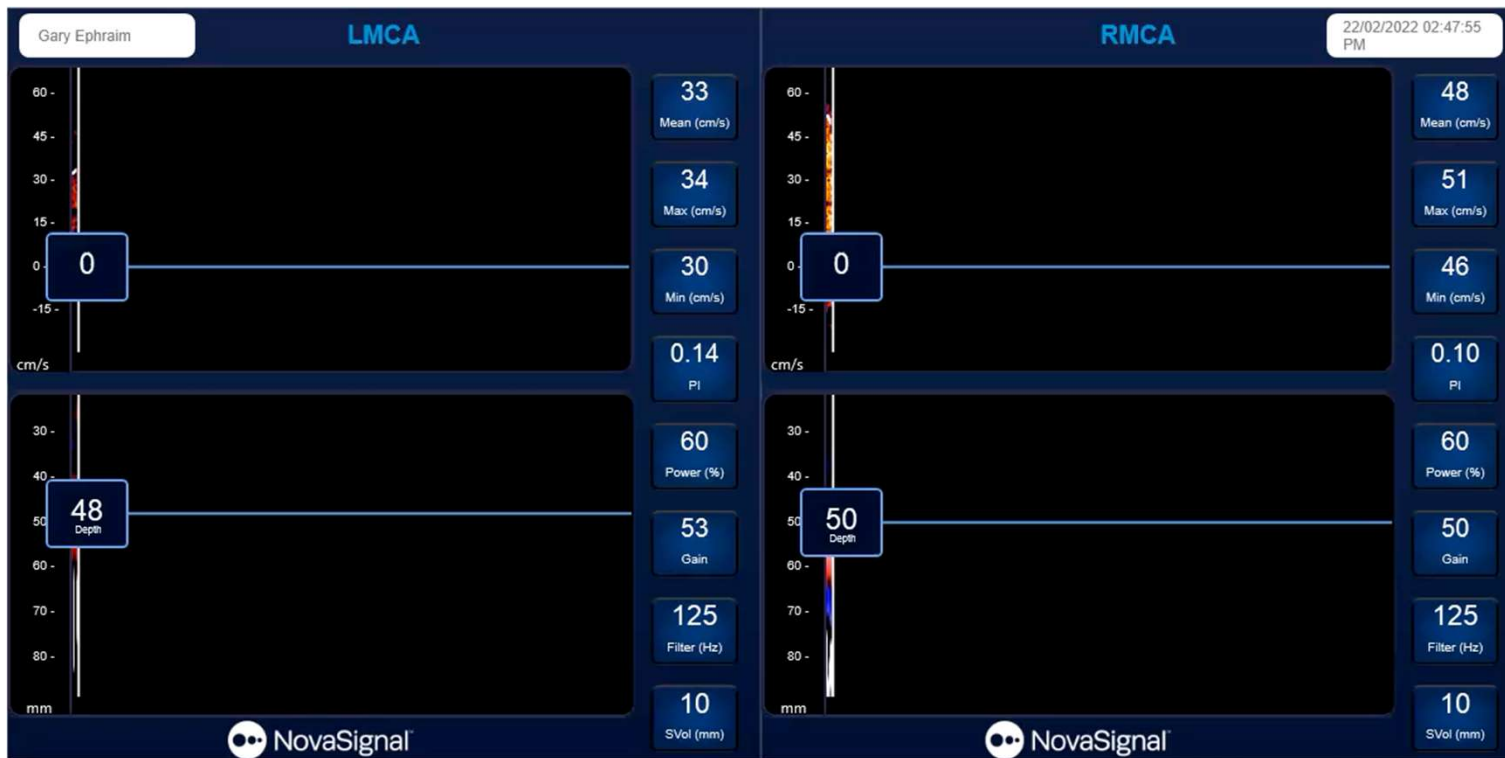 Gary Ephraim
LMCA
60 -
45 -
30 -
15 -
0 -
-15 -
cm/s
0
33
Mean (cm/s)
34
Max (cm/s)
30
Min (cm/s)
0.14
PI
30 -
40 -
50
60 -
70 -
80 -
mm
48
Depth
60
Power (%)
53
Gain
125
Filter (Hz)
10
SVol (mm)
NovaSignal
RMCA
22/02/2022 02:47:55
PM
60 -
45 -
30 -
15 -
0 -
-15 -
cm/s
0
48
Mean (cm/s)
51
Max (cm/s)
46
Min (cm/s)
0.10
PI
30 -
40 -
50
60 -
70 -
80 -
mm
50
Depth
60
Power (%)
50
Gain
125
Filter (Hz)
10
SVol (mm)
NovaSignal